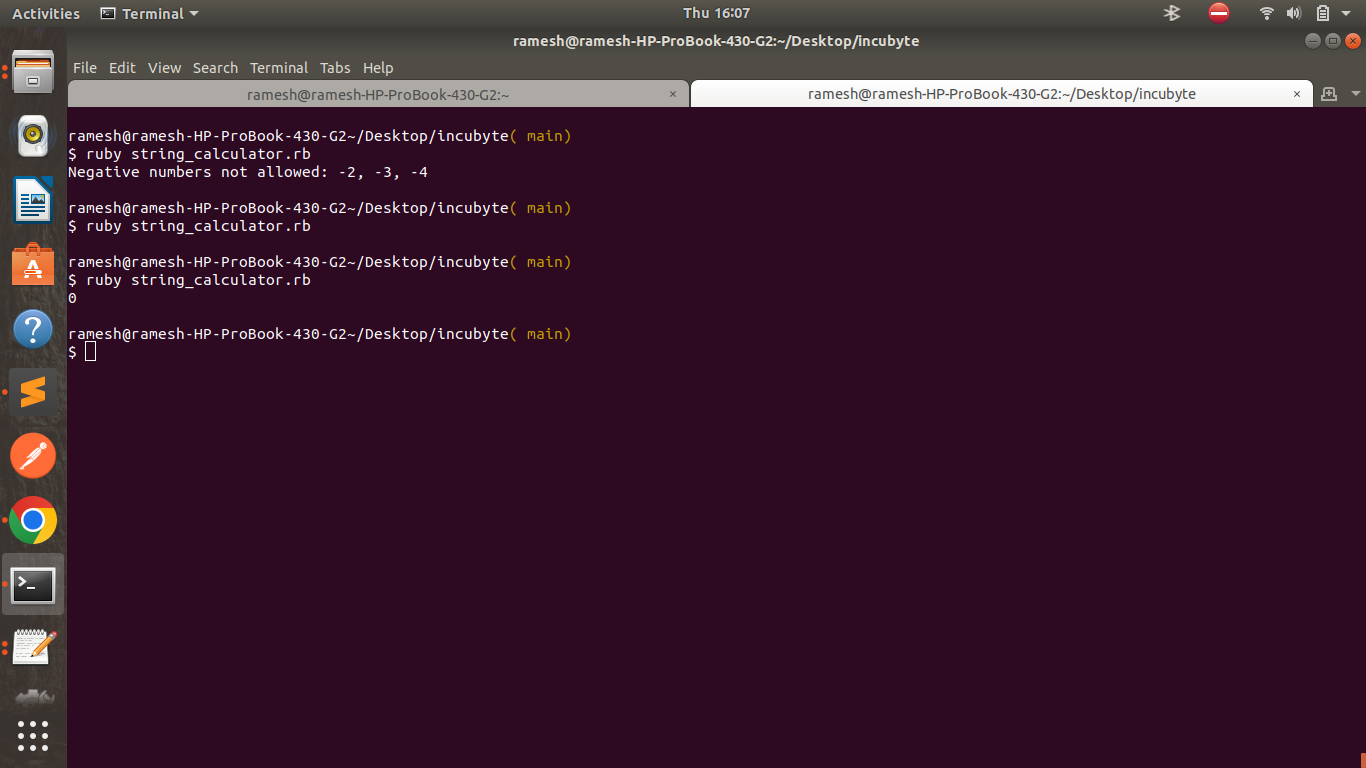 Activities Terminal Thu 16:07
ramesh@ramesh-HP-ProBook-430-G2:~/Desktop/incubyte
File Edit View Search Terminal Tabs Help
ramesh@ramesh-HP-ProBook-430-G2:~ × ramesh@ramesh-HP-ProBook-430-G2:~/Desktop/incubyte ×
ramesh@ramesh-HP-ProBook-430-G2~/Desktop/incubyte( main)
$ ruby string_calculator.rb
Negative numbers not allowed: -2, -3, -4
ramesh@ramesh-HP-ProBook-430-G2~/Desktop/incubyte( main)
$ ruby string_calculator.rb
ramesh@ramesh-HP-ProBook-430-G2~/Desktop/incubyte( main)
$ ruby string_calculator.rb
0
ramesh@ramesh-HP-ProBook-430-G2~/Desktop/incubyte( main)
$